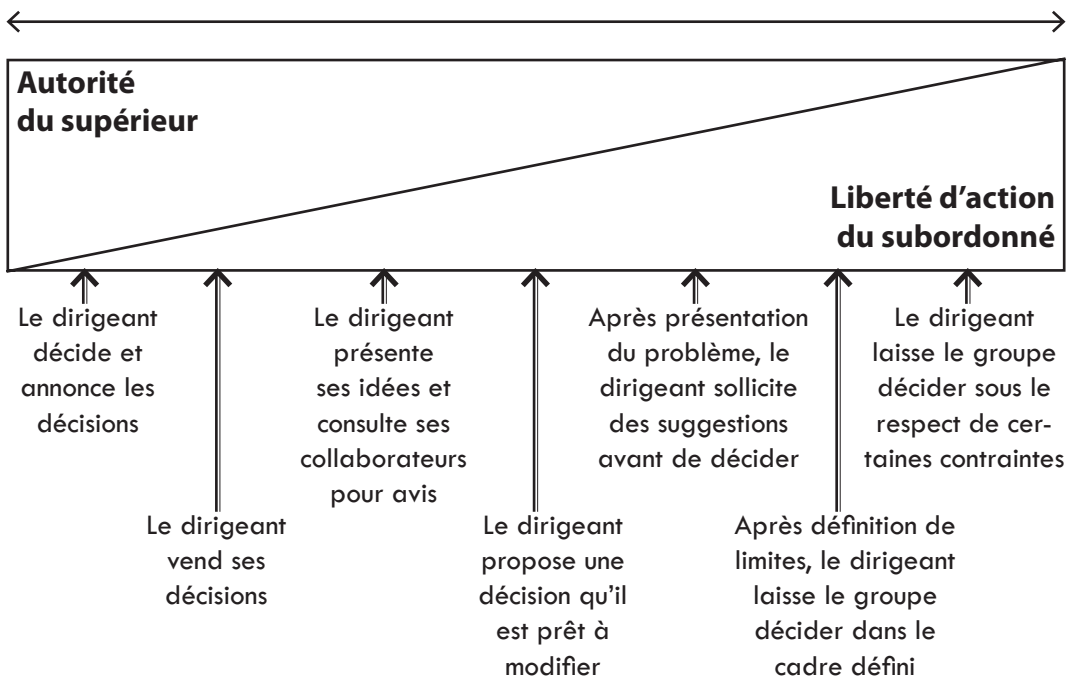 Autorité
du supérieur
Liberté d'action
du subordonné
Le dirigeant
décide et
annonce les
décisions
Le dirigeant
vend ses
décisions
Le dirigeant
présente
ses idées et
consulte ses
collaborateurs
pour avis
Le dirigeant
propose une
décision qu'il
est prêt à
modifier
Après présentation
du problème, le
dirigeant sollicite
des suggestions
avant de décider
Après définition de
limites, le dirigeant
laisse le groupe
décider dans le
cadre défini
Le dirigeant
laisse le groupe
décider sous le
respect de cer-
taines contraintes